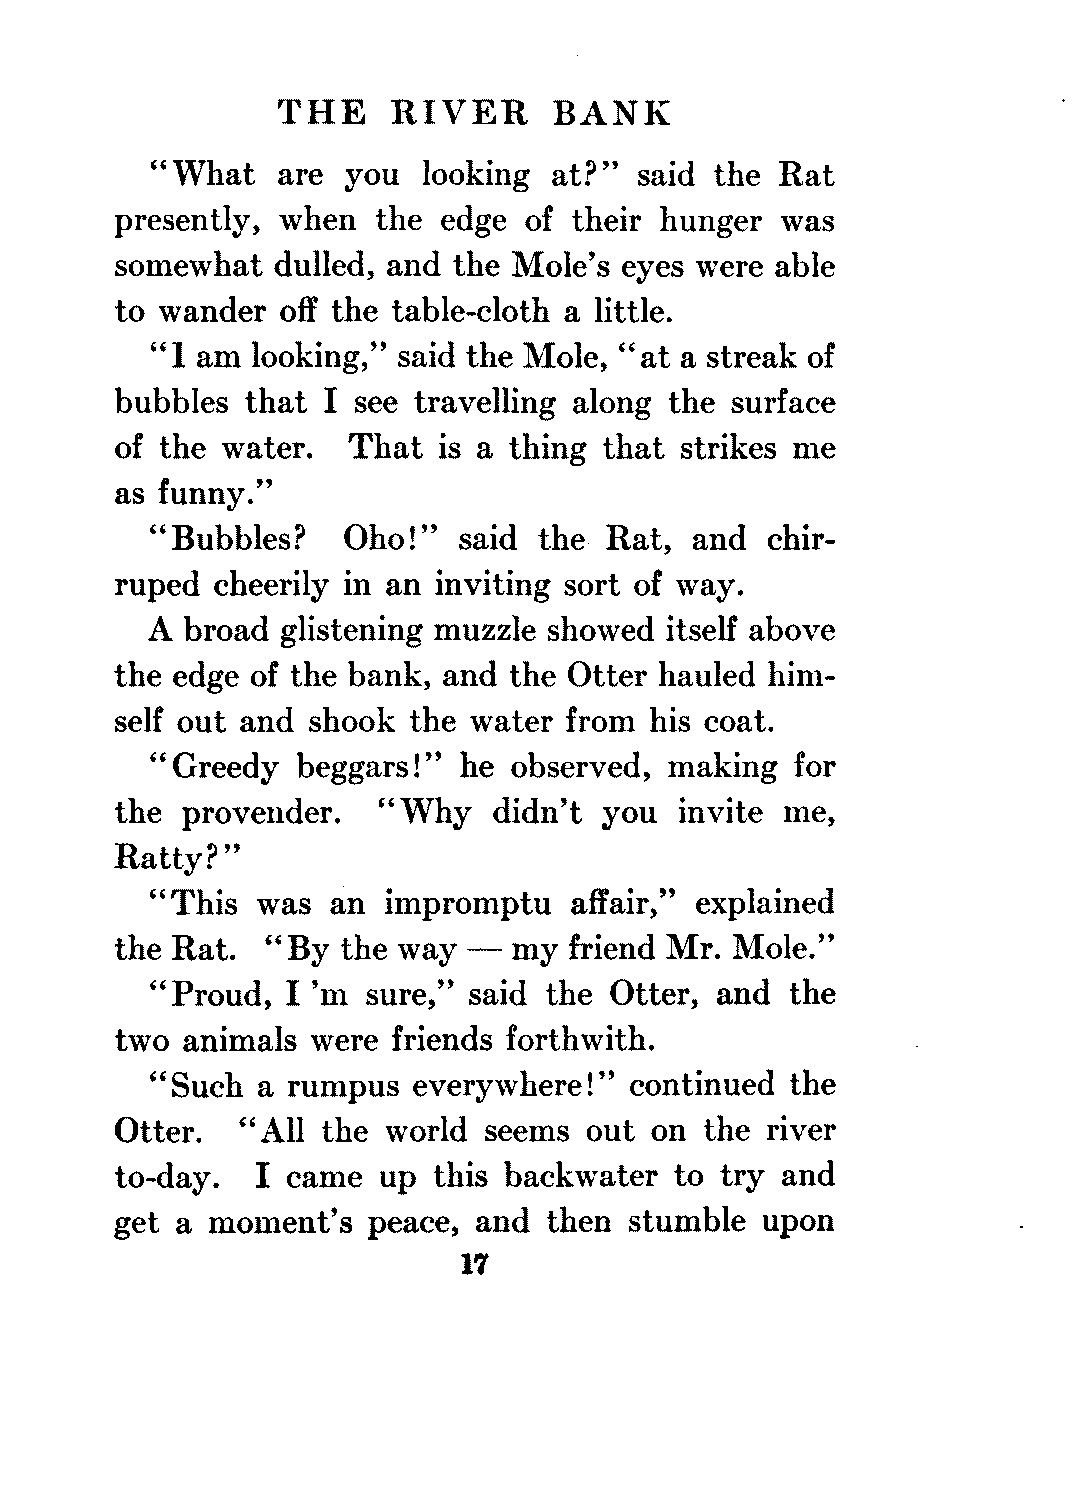 THE RIVER BANK
“What are you looking at?” said the Rat
presently, when the edge of their hunger was
somewhat dulled, and the Mole’s eyes were able
to wander off the table-cloth a little.
“I am looking,” said the Mole, “at a streak of
bubbles that I see travelling along the surface
of the water. That is a thing that strikes me
as funny.”
“Bubbles? Oho!” said the Rat, and chir-
ruped cheerily in an inviting sort of way.
A broad glistening muzzle showed itself above
the edge of the bank, and the Otter hauled him-
self out and shook the water from his coat.
“Greedy beggars!” he observed, making for
the provender. “Why didn’t you invite me,
Ratty?”
“This was an impromptu affair,” explained
the Rat. “By the way — my friend Mr. Mole.”
“Proud, I ’m sure,” said the Otter, and the
two animals were friends forthwith.
“Such a rumpus everywhere!” continued the
Otter. “All the world seems out on the river
to-day. I came up this backwater to try and
get a moment’s peace, and then stumble upon
17